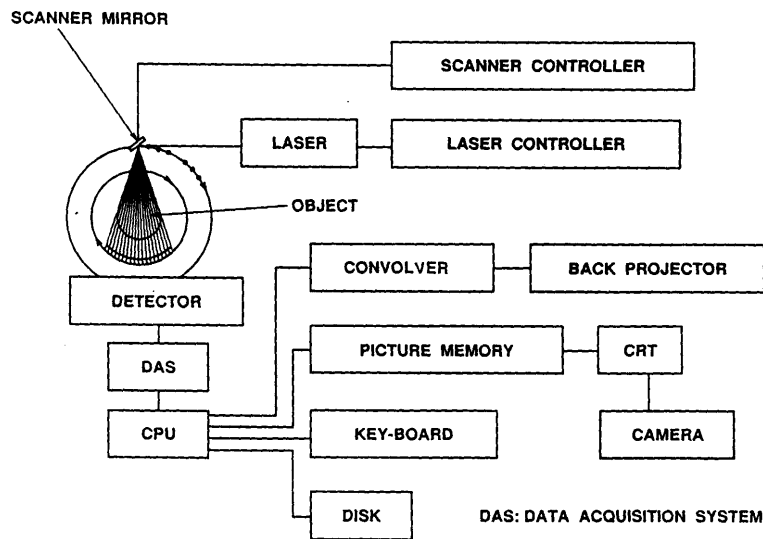 SCANNER MIRROR
SCANNER CONTROLLER
LASER
LASER CONTROLLER
OBJECT
CONVOLVER
BACK PROJECTOR
DETECTOR
PICTURE MEMORY
CRT
DAS
CPU
KEY-BOARD
CAMERA
DISK
DAS: DATA ACQUISITION SYSTEM